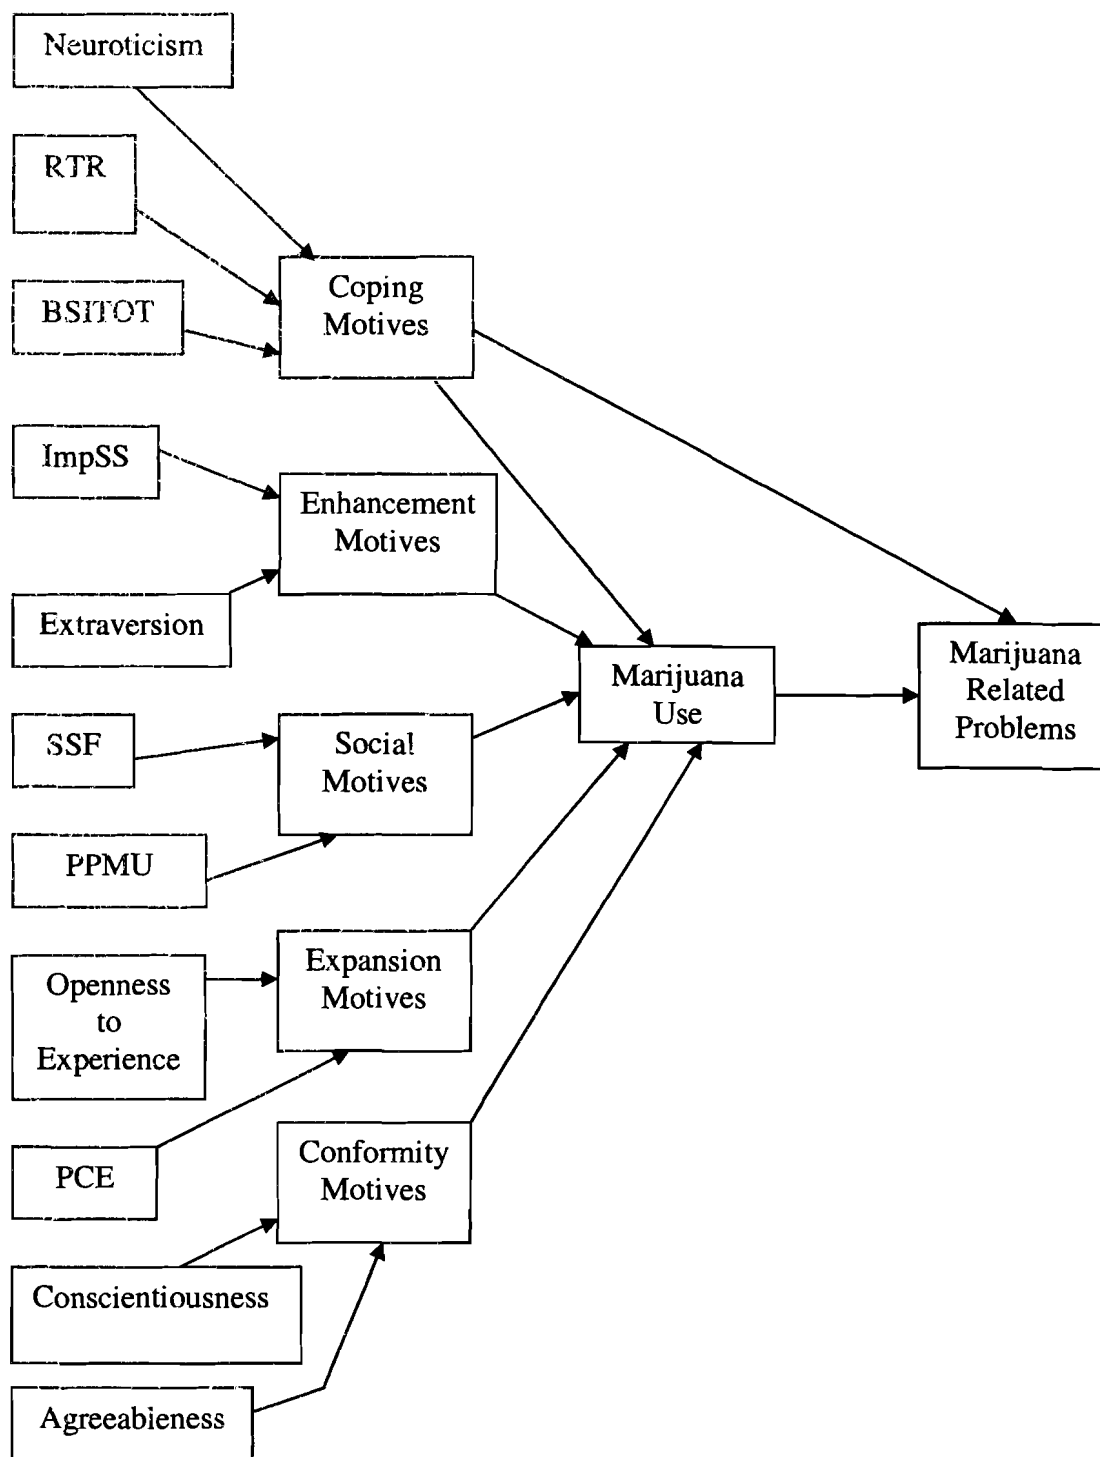 Neuroticism
RTR
BSITOT
Coping
Motives
ImpSS
Enhancement
Motives
Extraversion
Marijuana
Use
Marijuana
Related
Problems
SSF
Social
Motives
PPMU
Openness
to
Experience
Expansion
Motives
PCE
Conformity
Motives
Conscientiousness
Agreeabieness